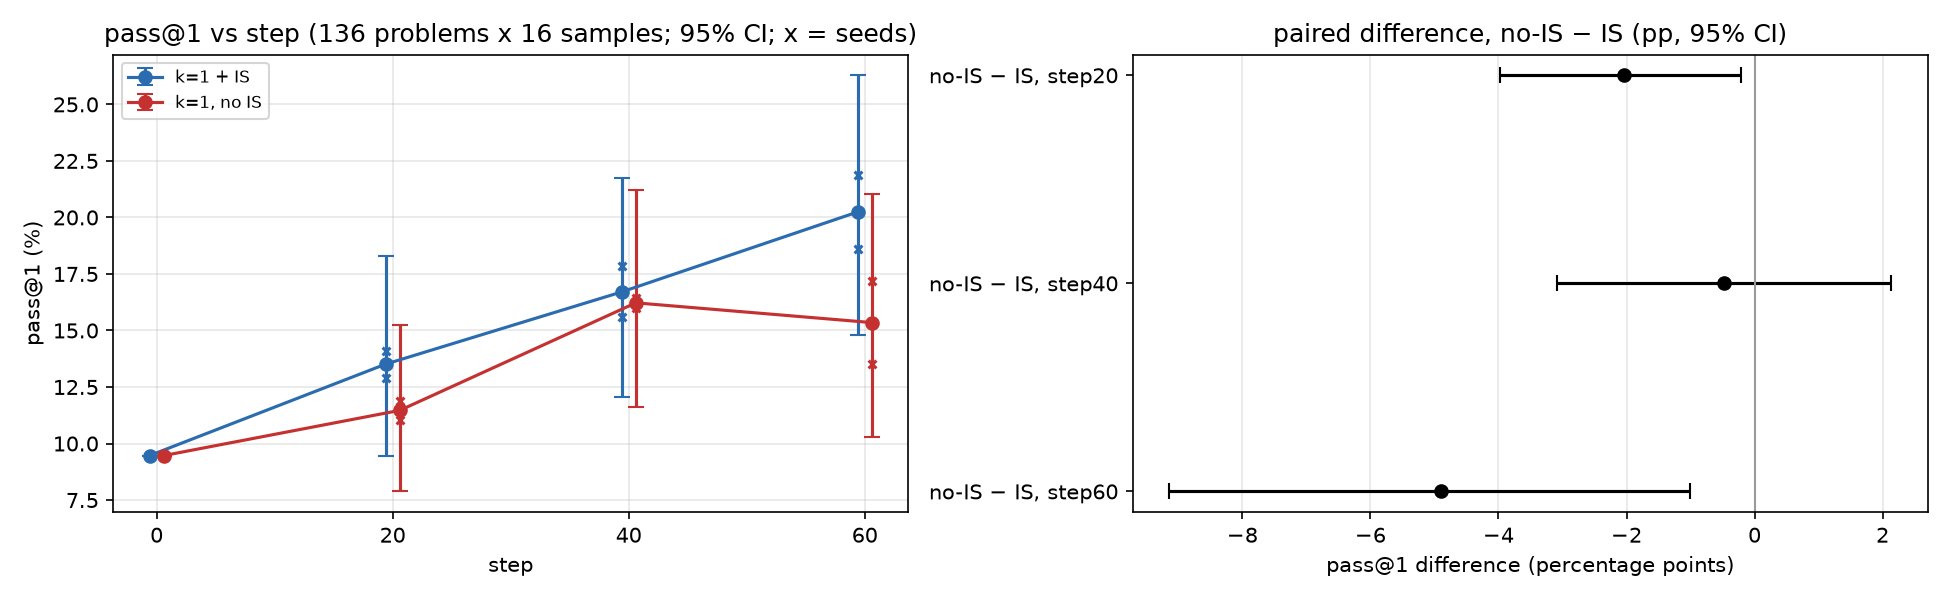 pass@1 vs step (136 problems x 16 samples; 95% CI; x = seeds)
k=1 + IS
k=1, no IS
pass@1 (%)
25.0
22.5
20.0
17.5
15.0
12.5
10.0
7.5
0
20
40
60
step
paired difference, no-IS − IS (pp, 95% CI)
no-IS − IS, step20
no-IS − IS, step40
no-IS − IS, step60
−8
−6
−4
−2
0
2
pass@1 difference (percentage points)